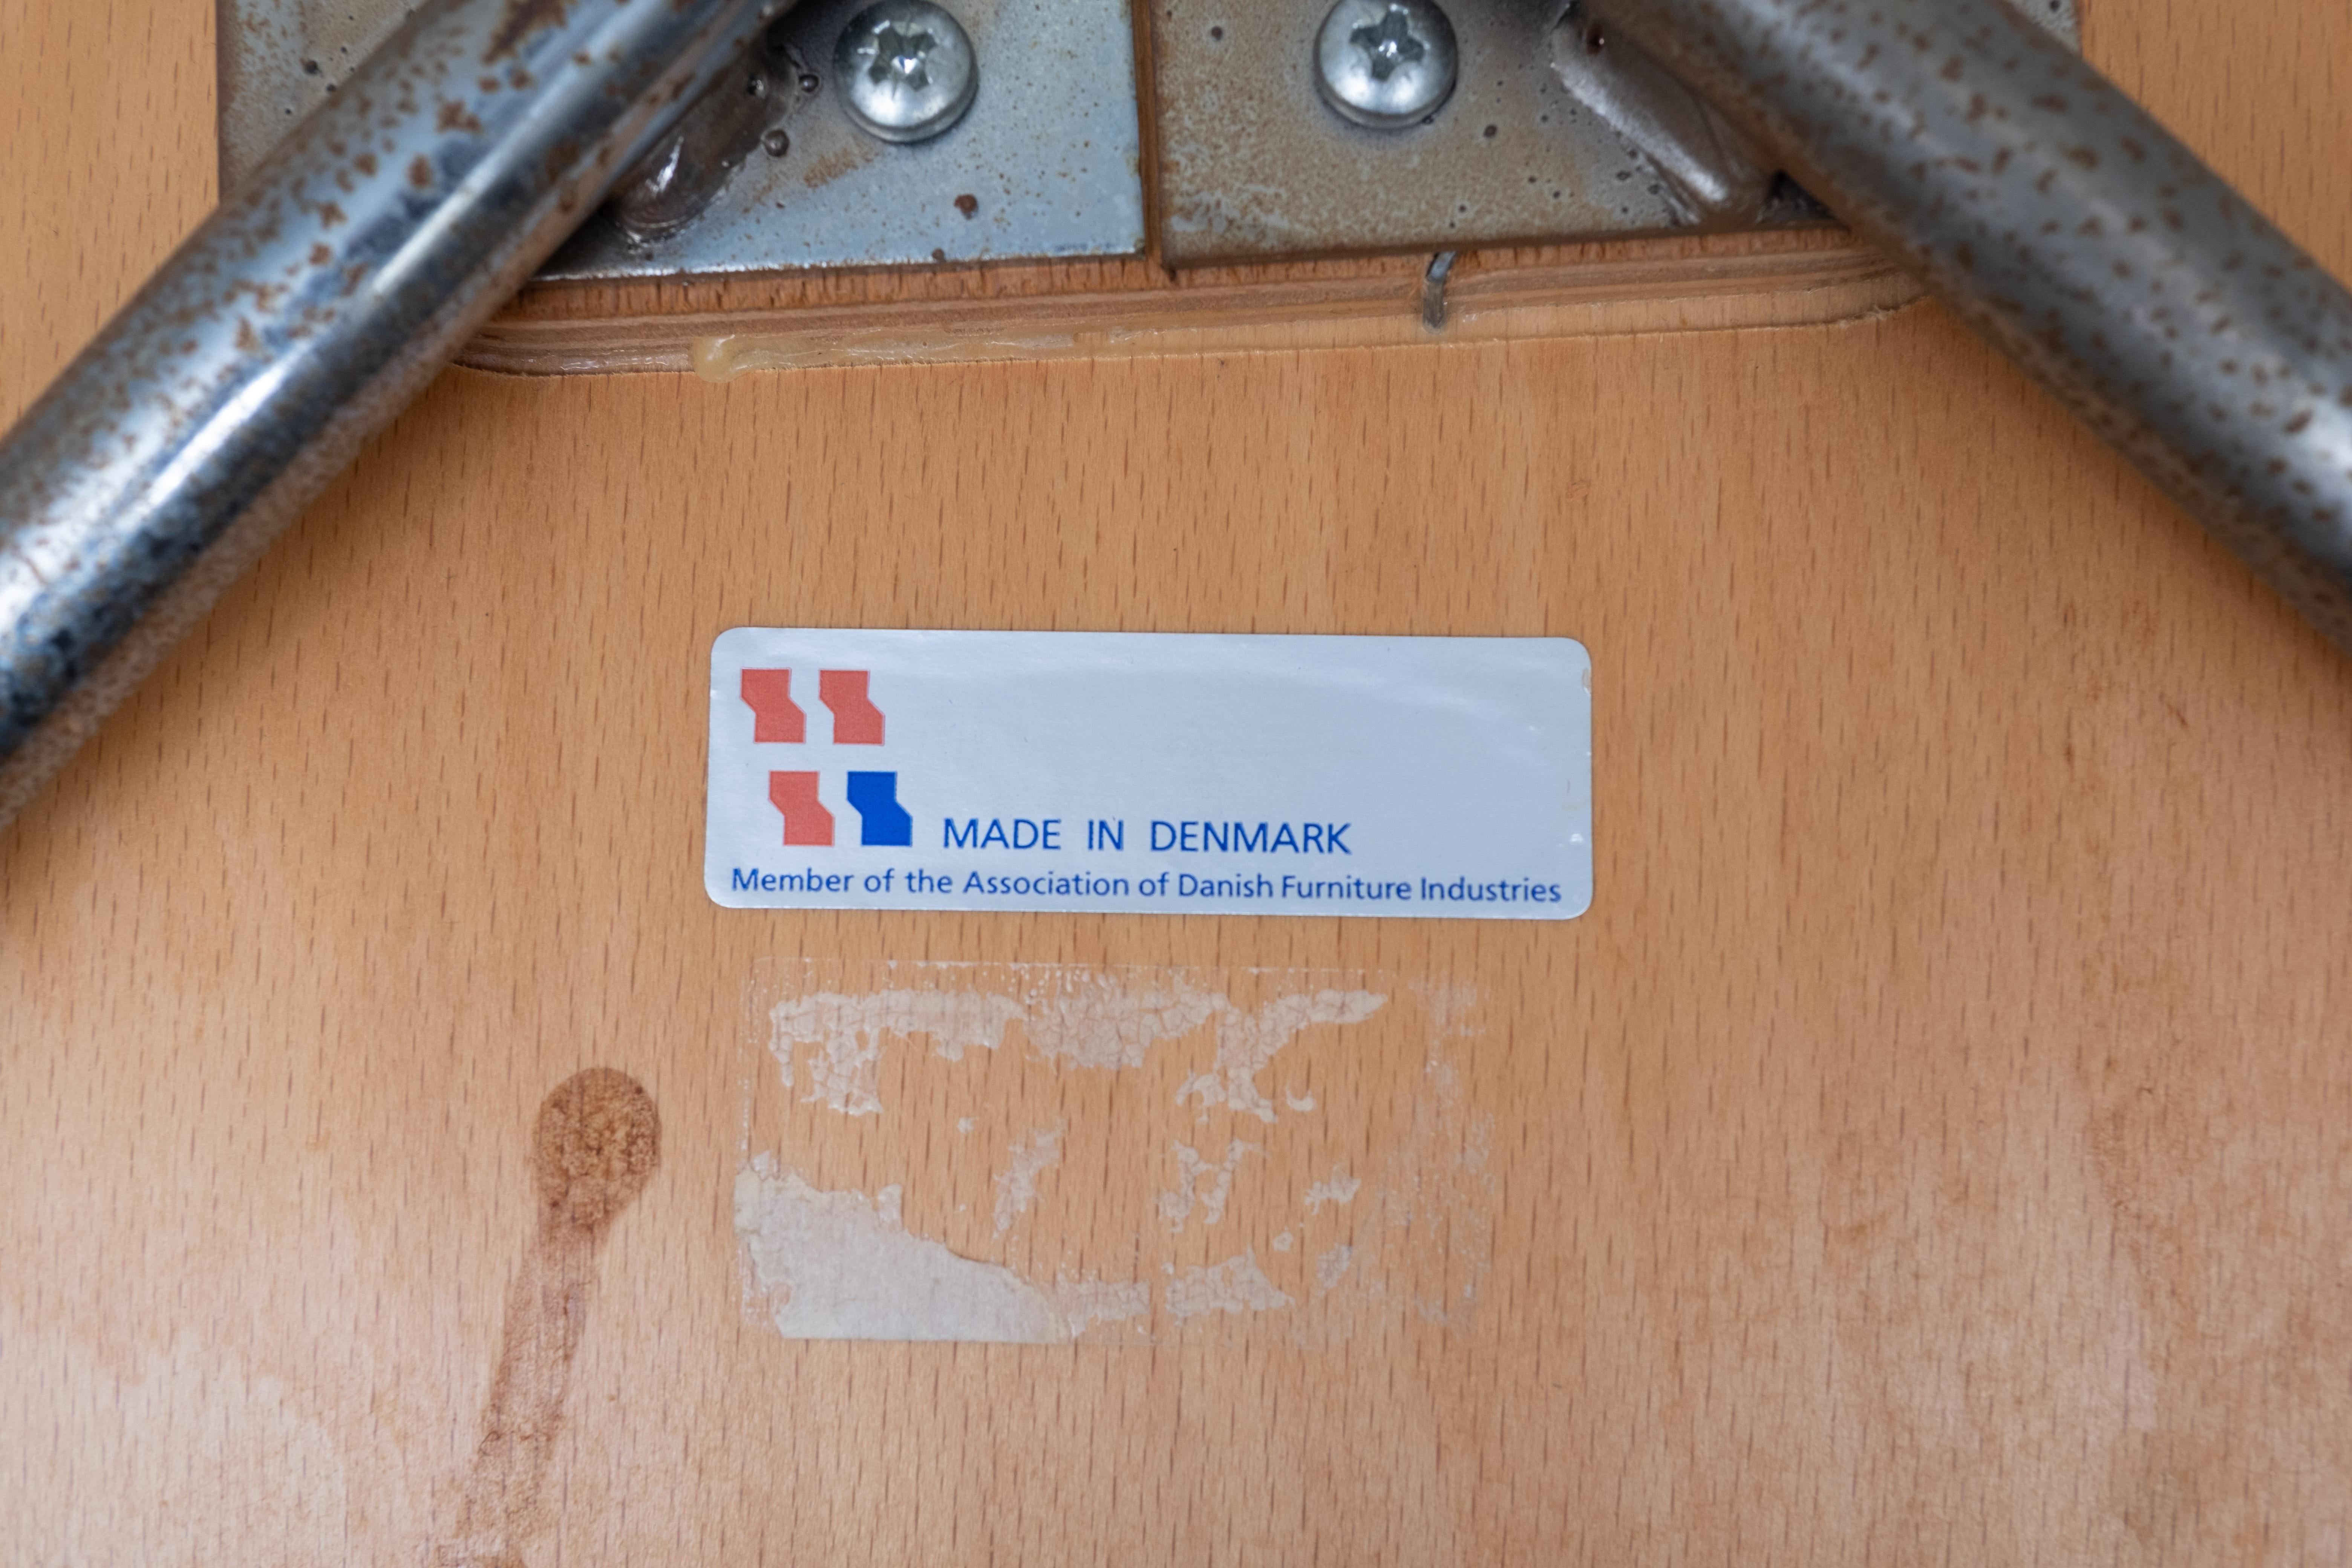 MADE IN DENMARK
Member of the Association of Danish Furniture Industries